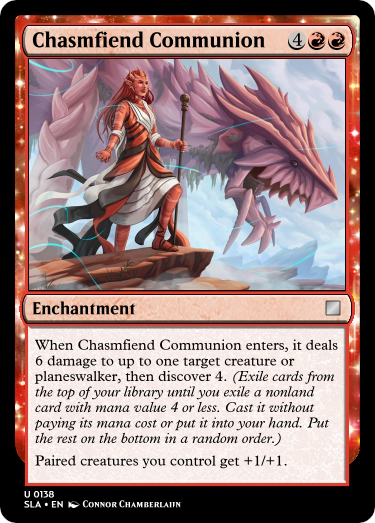 Chasmfiend Communion 4
Enchantment
When Chasmfiend Communion enters, it deals
6 damage to up to one target creature or
planeswalker, then discover 4. (Exile cards from
the top of your library until you exile a nonland
card with mana value 4 or less. Cast it without
paying its mana cost or put it into your hand. Put
the rest on the bottom in a random order.)
Paired creatures you control get +1/+1.
U 0138
SLA • EN Connor Chamberlain